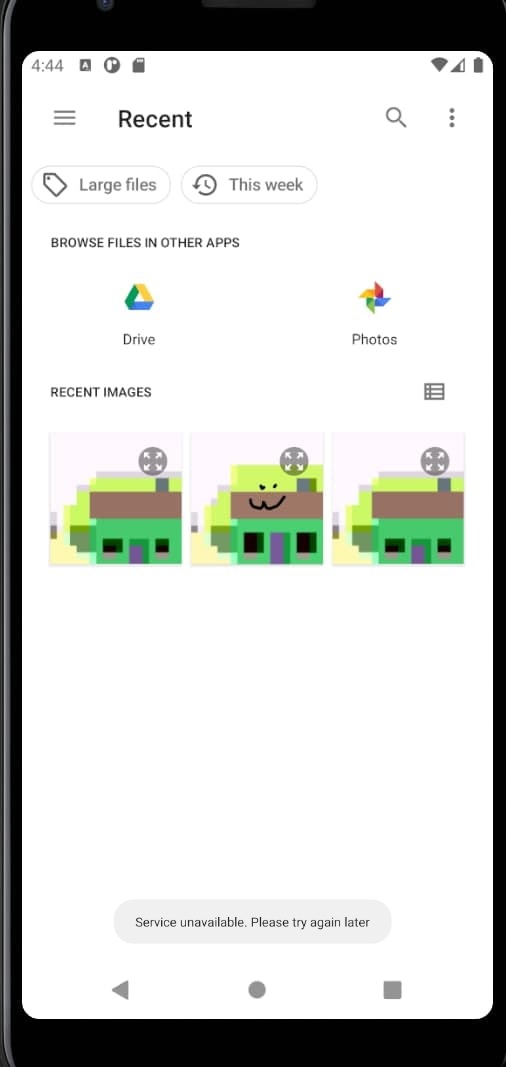 4:44
Recent
Large files
This week
BROWSE FILES IN OTHER APPS
Drive
Photos
RECENT IMAGES
Service unavailable. Please try again later